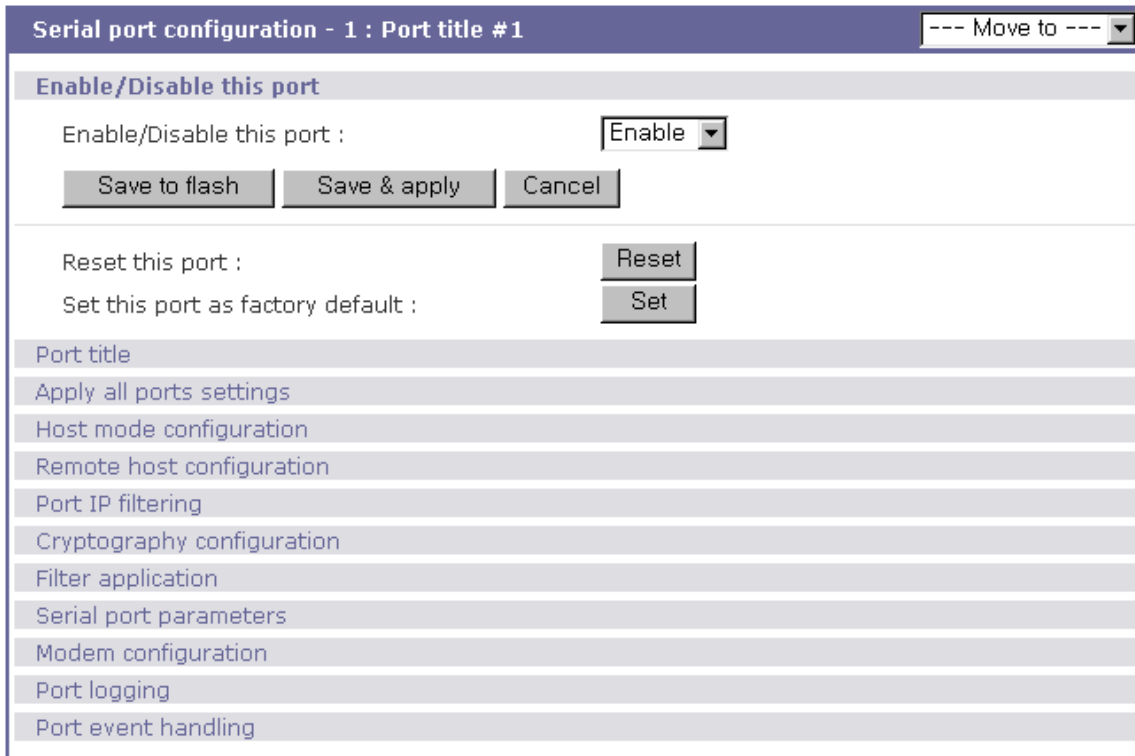 Serial port configuration - 1 : Port title #1 --- Move to ---
Enable/Disable this port
Enable/Disable this port : Enable
Save to flash Save & apply Cancel
Reset this port : Reset
Set this port as factory default : Set
Port title
Apply all ports settings
Host mode configuration
Remote host configuration
Port IP filtering
Cryptography configuration
Filter application
Serial port parameters
Modem configuration
Port logging
Port event handling